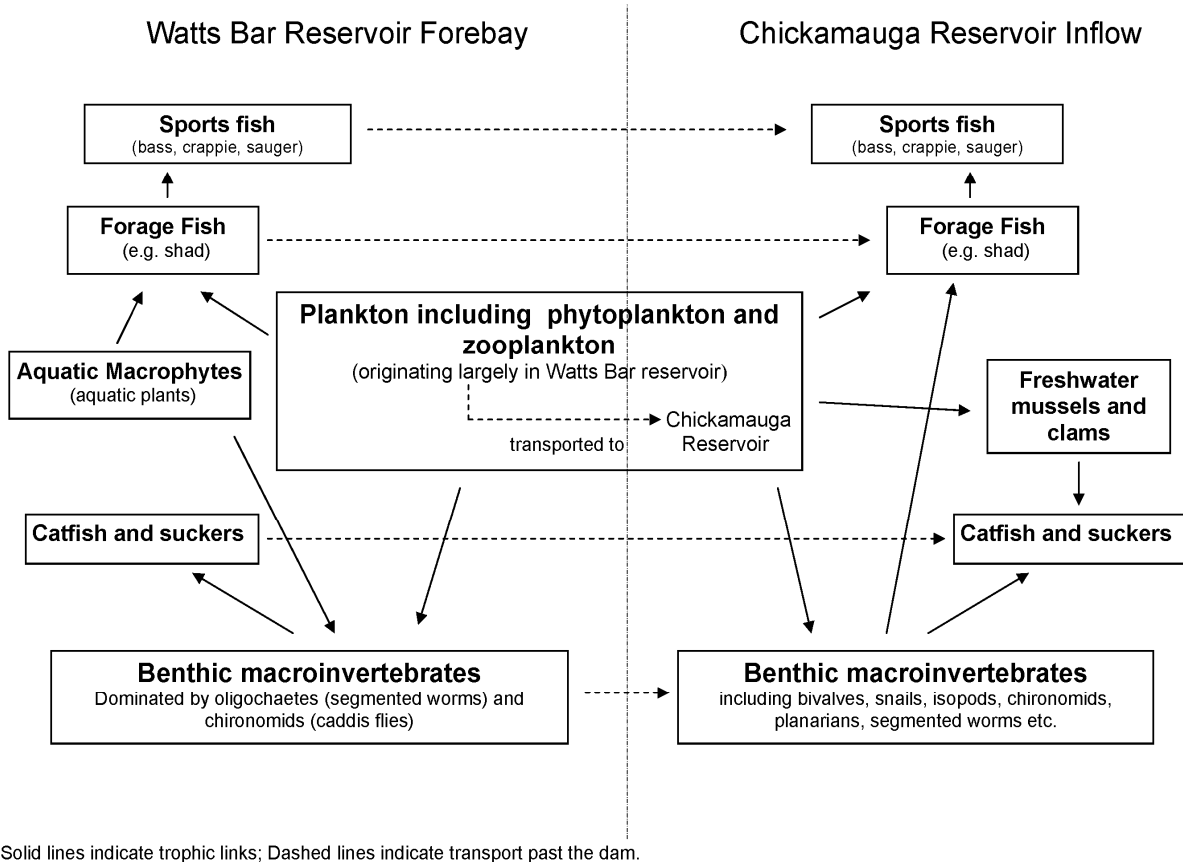 Watts Bar Reservoir Forebay
Chickamauga Reservoir Inflow
Sports fish
(bass, crappie, sauger)
Sports fish
(bass, crappie, sauger)
Forage Fish
(e.g. shad)
Forage Fish
(e.g. shad)
Plankton including phytoplankton and
zooplankton
(originating largely in Watts Bar reservoir)
transported to
Chickamauga
Reservoir
Aquatic Macrophytes
(aquatic plants)
Freshwater
mussels and
clams
Catfish and suckers
Catfish and suckers
Benthic macroinvertebrates
Dominated by oligochaetes (segmented worms) and
chironomids (caddis flies)
Benthic macroinvertebrates
including bivalves, snails, isopods, chironomids,
planarians, segmented worms etc.
Solid lines indicate trophic links; Dashed lines indicate transport past the dam.